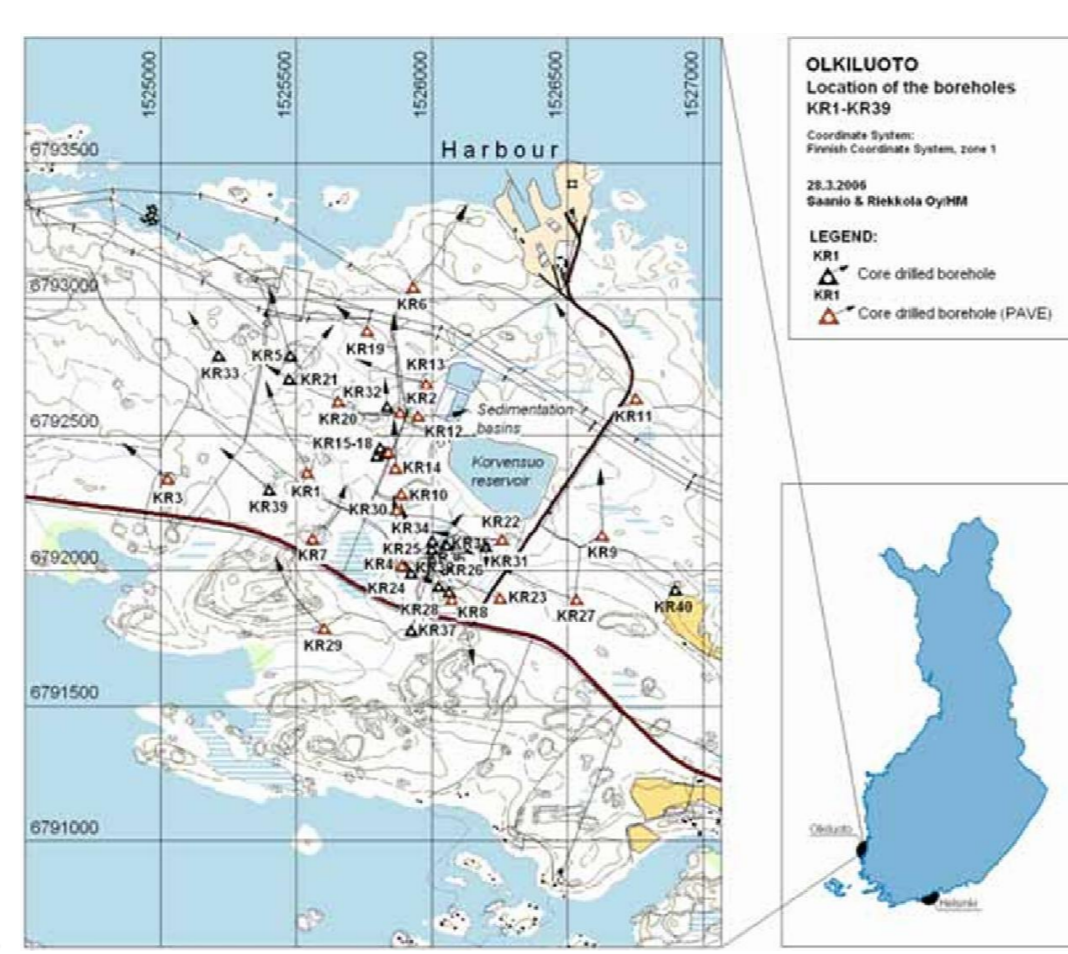 1525000
1525500
1526000
1526500
1527000
Harbour
6793500
6793000
6792500
6792000
6791500
6791000
KR6
KR19
KR33
KR5
KR21
KR13
KR32
KR2
KR20
KR12
KR11
Sedimentation
basins
KR15-18
KR14
Korvensuo
reservoir
KR3
KR39
KR1
KR10
KR30
KR34
KR22
KR7
KR25
KR31
KR9
KR4
KR26
KR24
KR28
KR8
KR23
KR27
KR40
KR29
KR37
OLKILUOTO
Location of the boreholes
KR1-KR39
Coordinate System:
Finnish Coordinate System, zone 1
28.3.2006
Saanio & Riekkola Oy/HM
LEGEND:
KR1
Core drilled borehole
KR1
Core drilled borehole (PAVE)
Olkiluoto
Helsinki